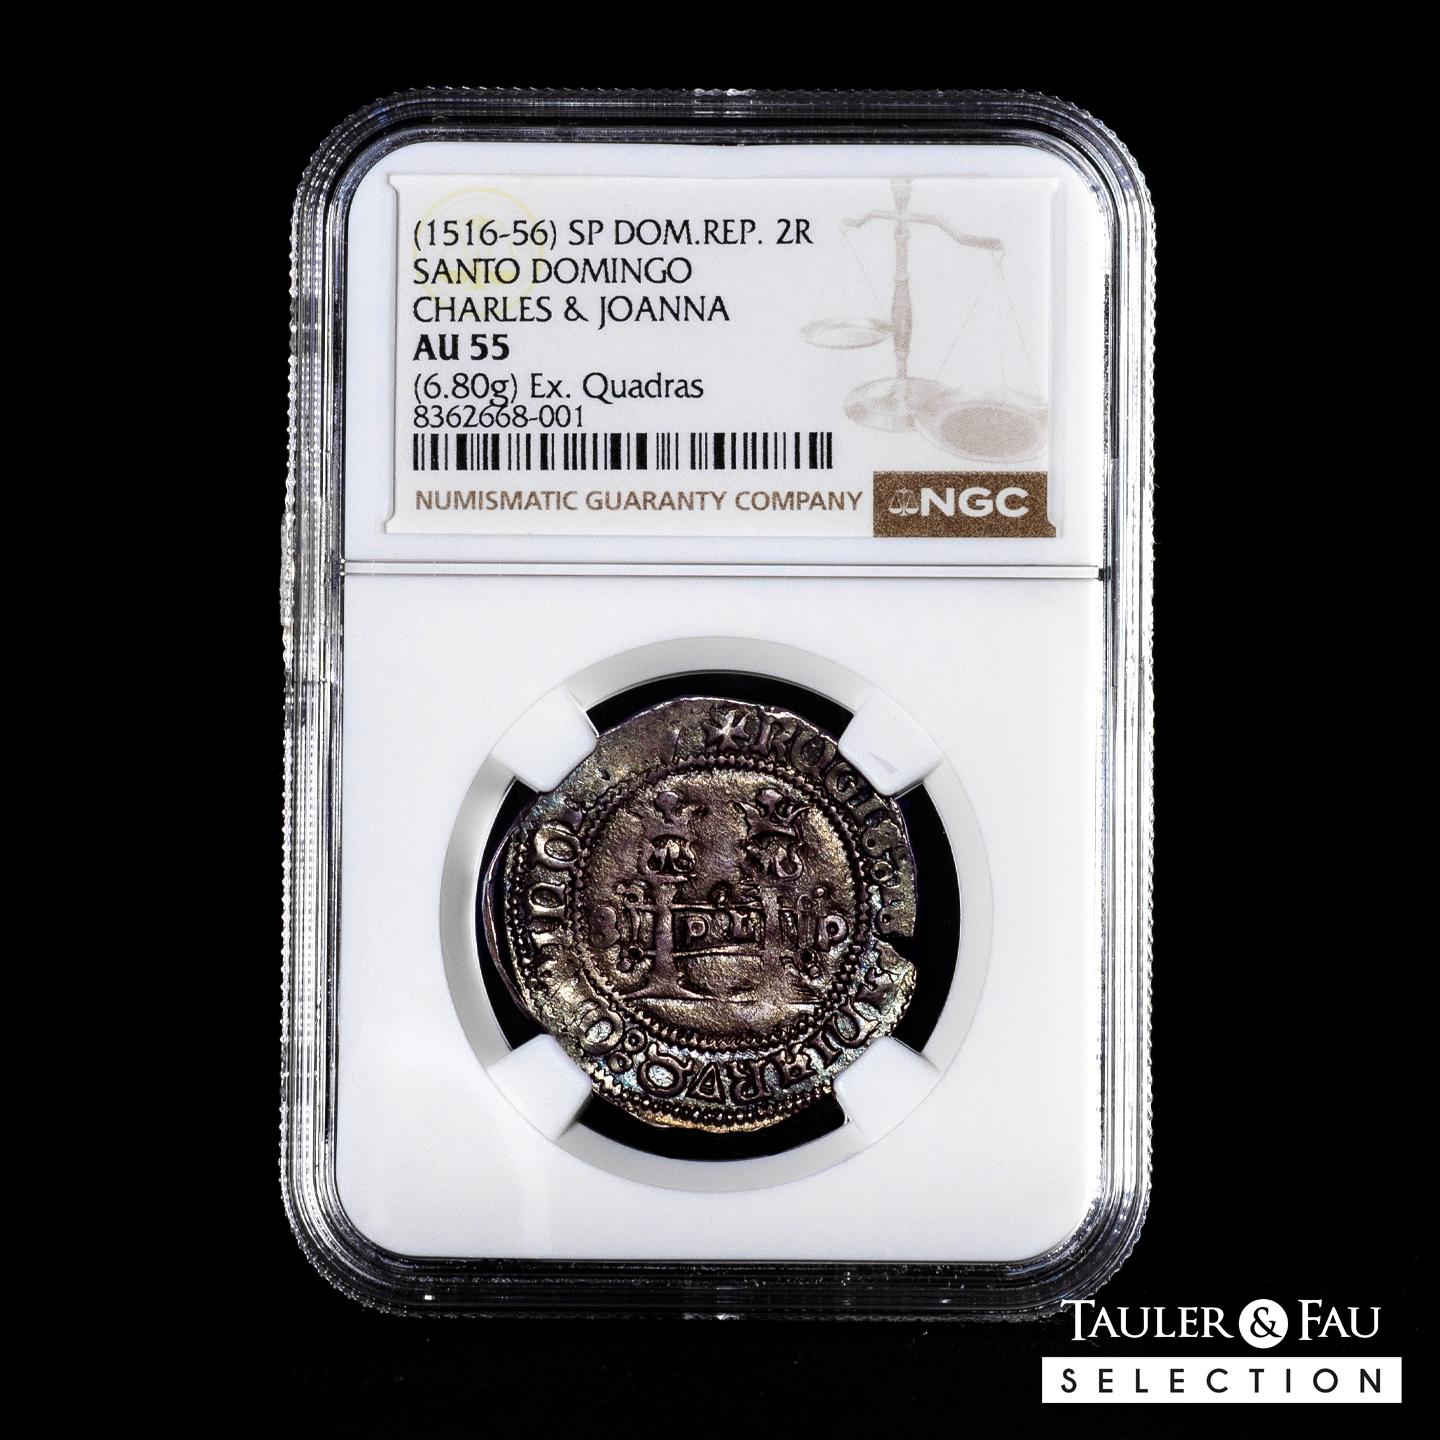 (1516-56) SP DOM.REP. 2R
SANTO DOMINGO
CHARLES & JOANNA
AU 55
(6.80g) Ex. Quadras
8362668-001
NUMISMATIC GUARANTY COMPANY
NGC
TAULER & FAU
SELECTION